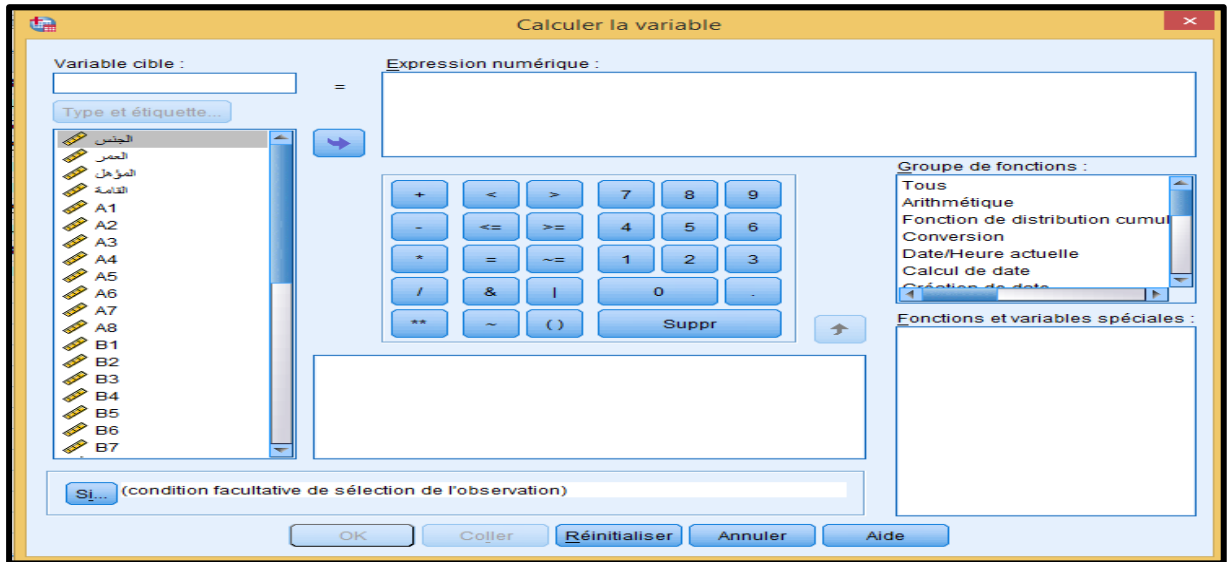 Calculer la variable
Variable cible :
=
Expression numérique :
Type et étiquette...
الجنس
العمر
المؤهل
القامة
A1
A2
A3
A4
A5
A6
A7
A8
B1
B2
B3
B4
B5
B6
B7
+ < > 7 8 9
- <= >= 4 5 6
* = ~= 1 2 3
/ & | 0 .
** ~ ( ) Suppr
Groupe de fonctions :
Tous
Arithmétique
Fonction de distribution cumul
Conversion
Date/Heure actuelle
Calcul de date
Création de date
Fonctions et variables spéciales :
Si... (condition facultative de sélection de l'observation)
OK Coller Réinitialiser Annuler Aide